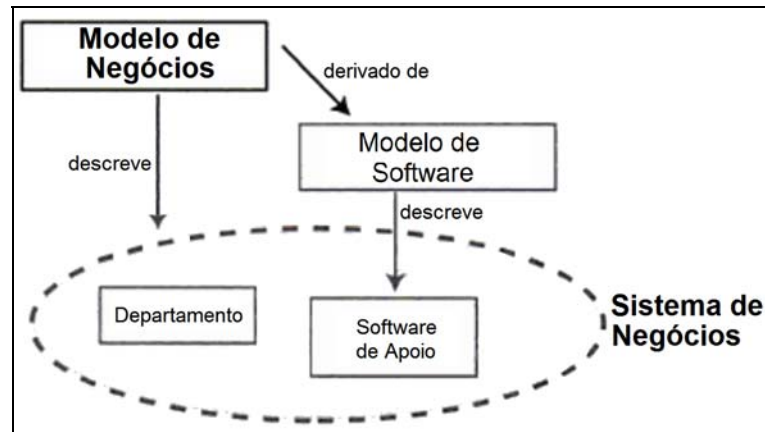 Modelo de
Negócios
derivado de
Modelo de
Software
descreve
descreve
Departamento
Software
de Apoio
Sistema de
Negócios